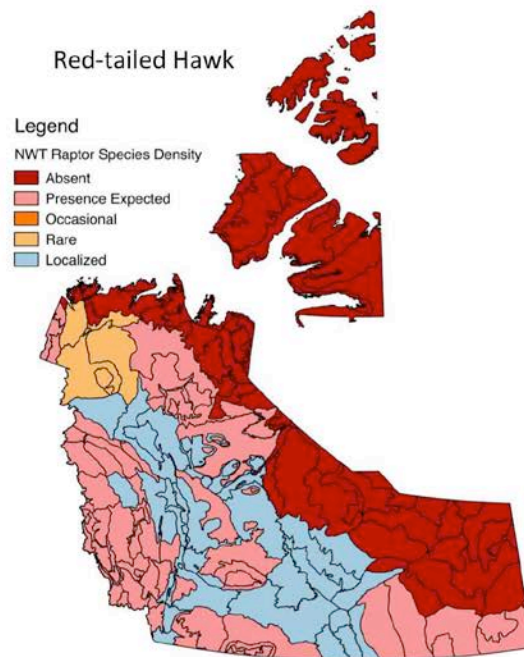 Red-tailed Hawk
Legend
NWT Raptor Species Density
Absent
Presence Expected
Occasional
Rare
Localized